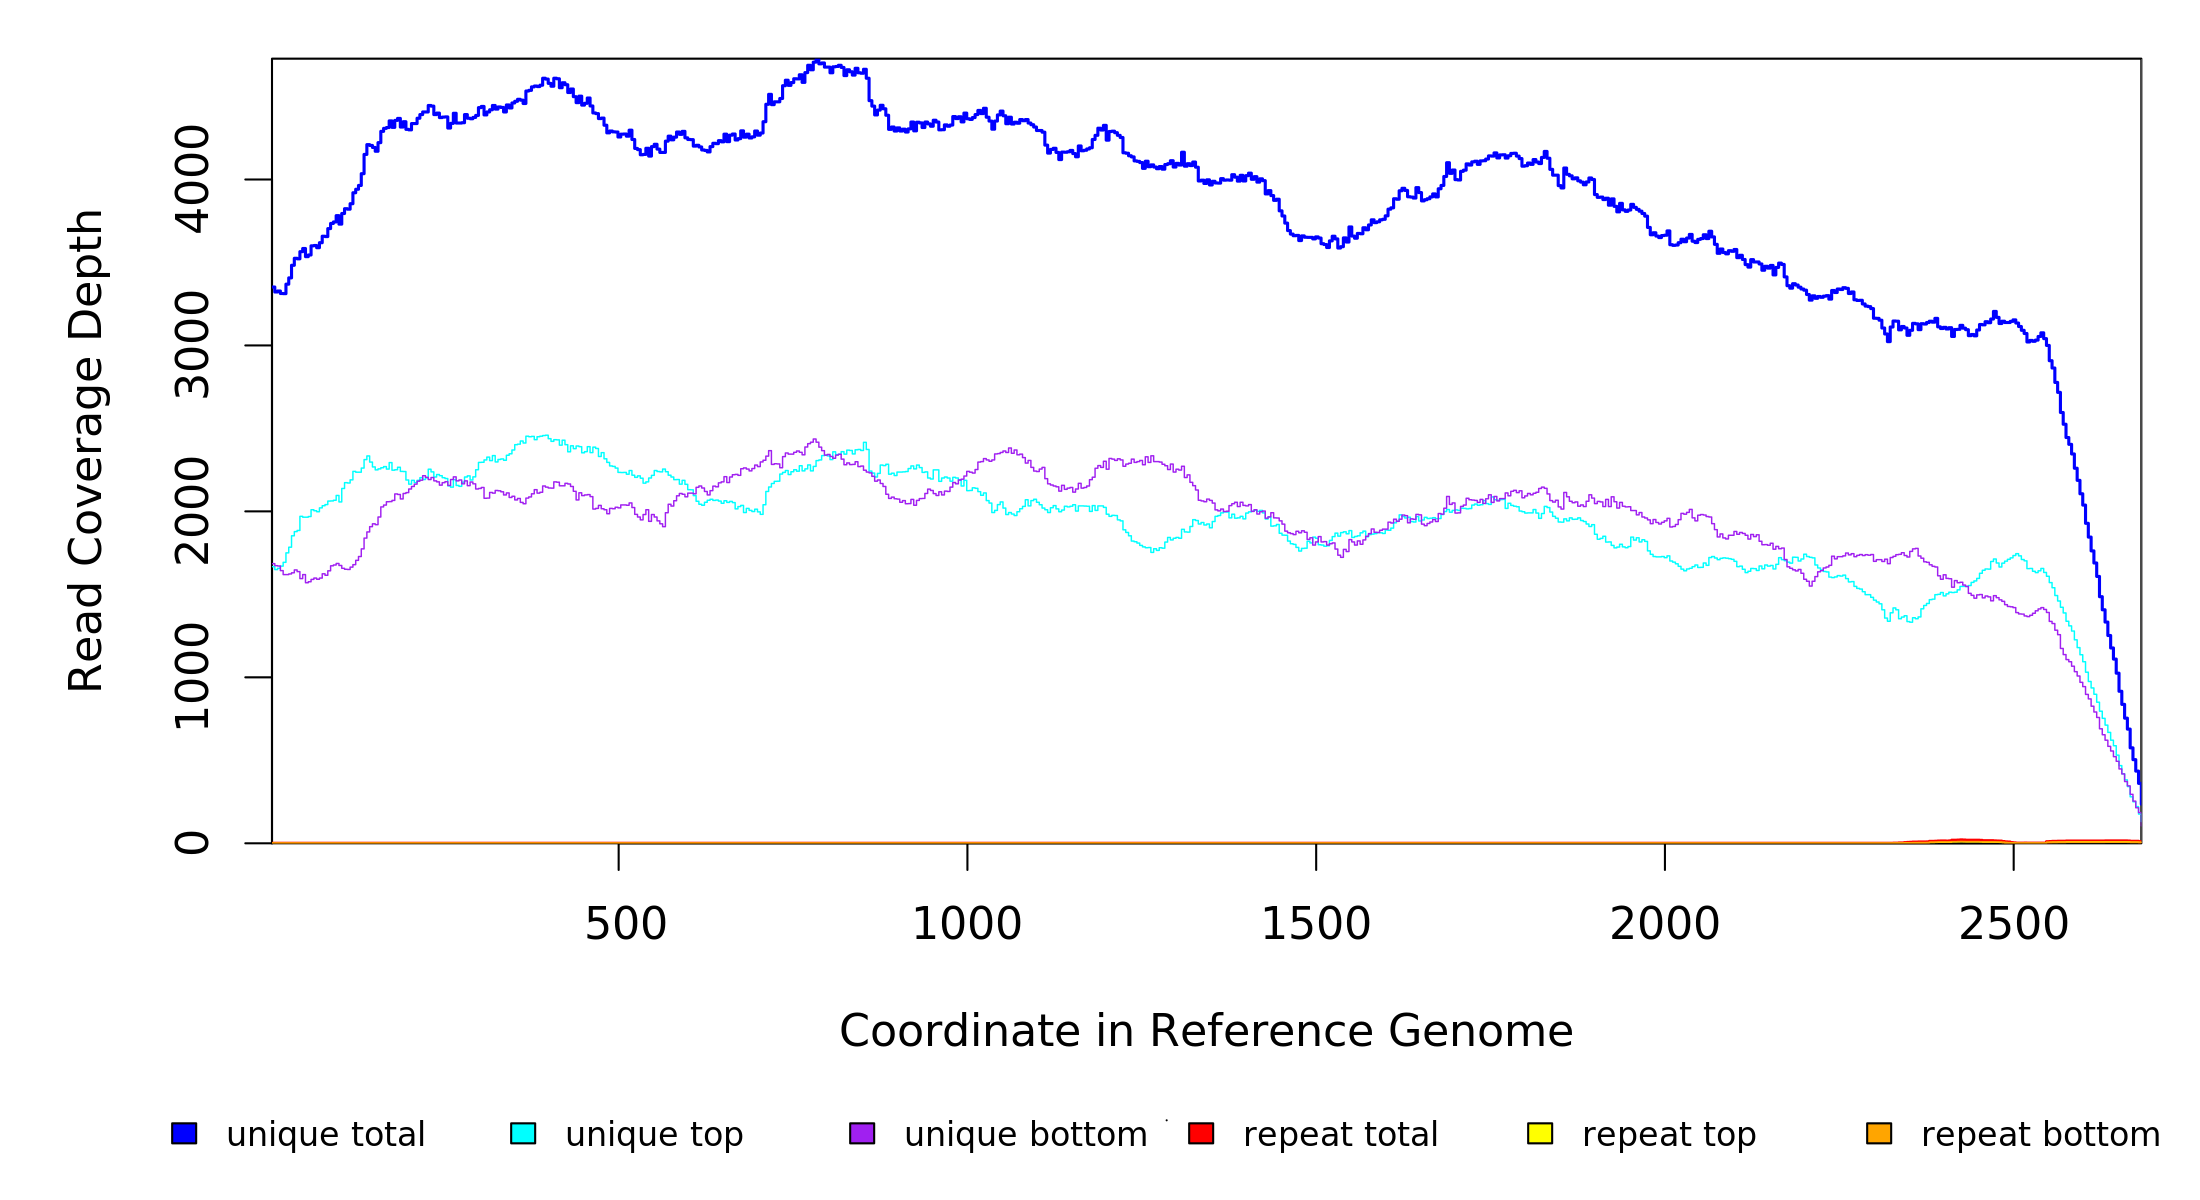 Read Coverage Depth
4000
3000
2000
1000
0
500 1000 1500 2000 2500
Coordinate in Reference Genome
unique total unique top unique bottom repeat total repeat top repeat bottom